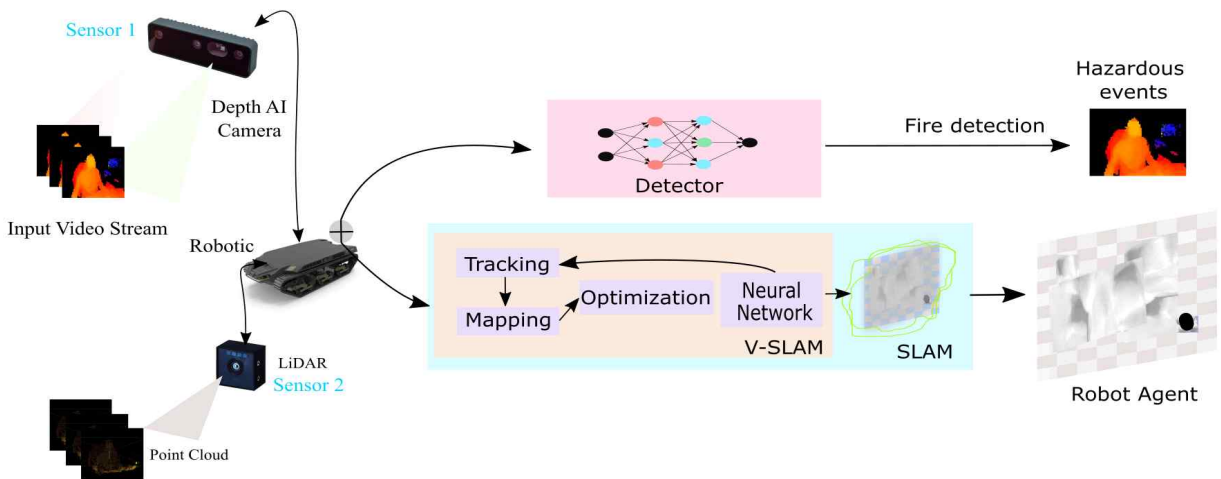 Sensor 1
Depth AI
Camera
Input Video Stream
Robotic
LiDAR
Sensor 2
Point Cloud
Detector
Fire detection
Hazardous
events
Tracking
Mapping
Optimization
Neural
Network
V-SLAM
SLAM
Robot Agent